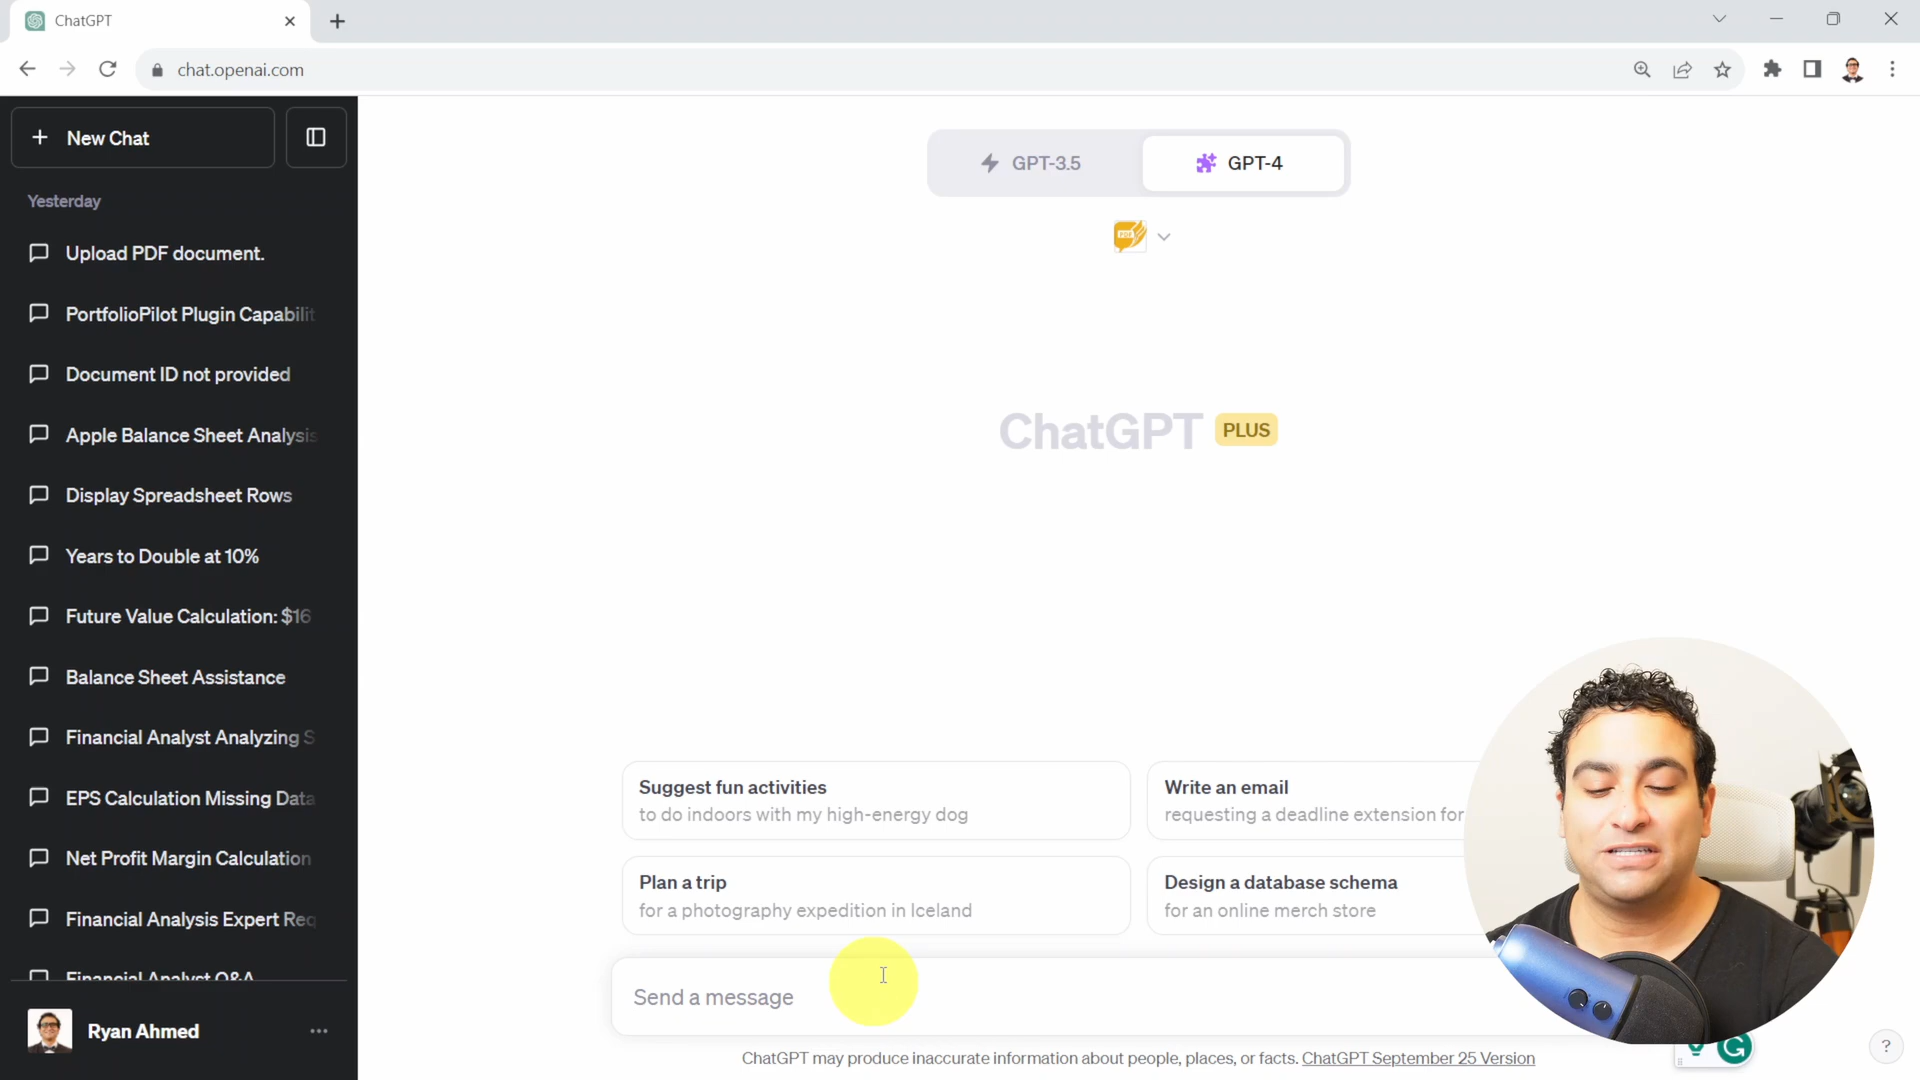 ChatGPT
chat.openai.com
New Chat
Yesterday
Upload PDF document.
PortfolioPilot Plugin Capabilit
Document ID not provided
Apple Balance Sheet Analysis
Display Spreadsheet Rows
Years to Double at 10%
Future Value Calculation: $16
Balance Sheet Assistance
Financial Analyst Analyzing S
EPS Calculation Missing Data
Net Profit Margin Calculation
Financial Analysis Expert Req
Financial Analyst Q&A
Ryan Ahmed
GPT-3.5
GPT-4
PDF
ChatGPT PLUS
Suggest fun activities
to do indoors with my high-energy dog
Write an email
requesting a deadline extension for
Plan a trip
for a photography expedition in Iceland
Design a database schema
for an online merch store
Send a message
ChatGPT may produce inaccurate information about people, places, or facts. ChatGPT September 25 Version
?